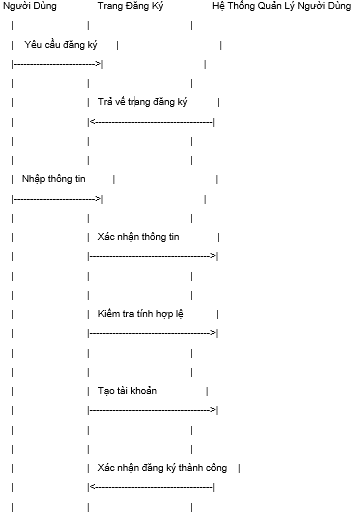 Người Dùng Trang Đăng Ký Hệ Thống Quản Lý Người Dùng
Yêu cầu đăng ký
Trả về trang đăng ký
Nhập thông tin
Xác nhận thông tin
Kiểm tra tính hợp lệ
Tạo tài khoản
Xác nhận đăng ký thành công